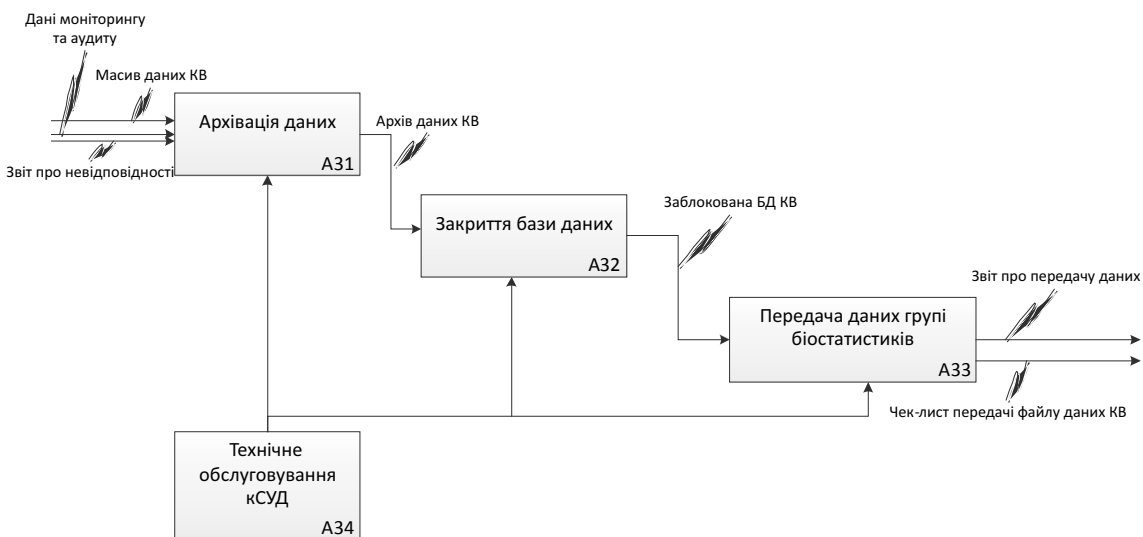 Дані моніторингу
та аудиту
Масив даних КВ
Архівація даних
А31
Звіт про невідповідності
Архів даних КВ
Закриття бази даних
А32
Заблокована БД КВ
Передача даних групі
біостатистиків
А33
Звіт про передачу даних
Чек-лист передачі файлу даних КВ
Технічне
обслуговування
кСУД
А34